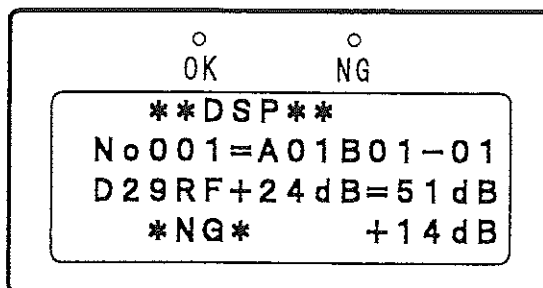 OK NG
**DSP**
No001=A01B01-01
D29RF+24dB=51dB
*NG* +14dB